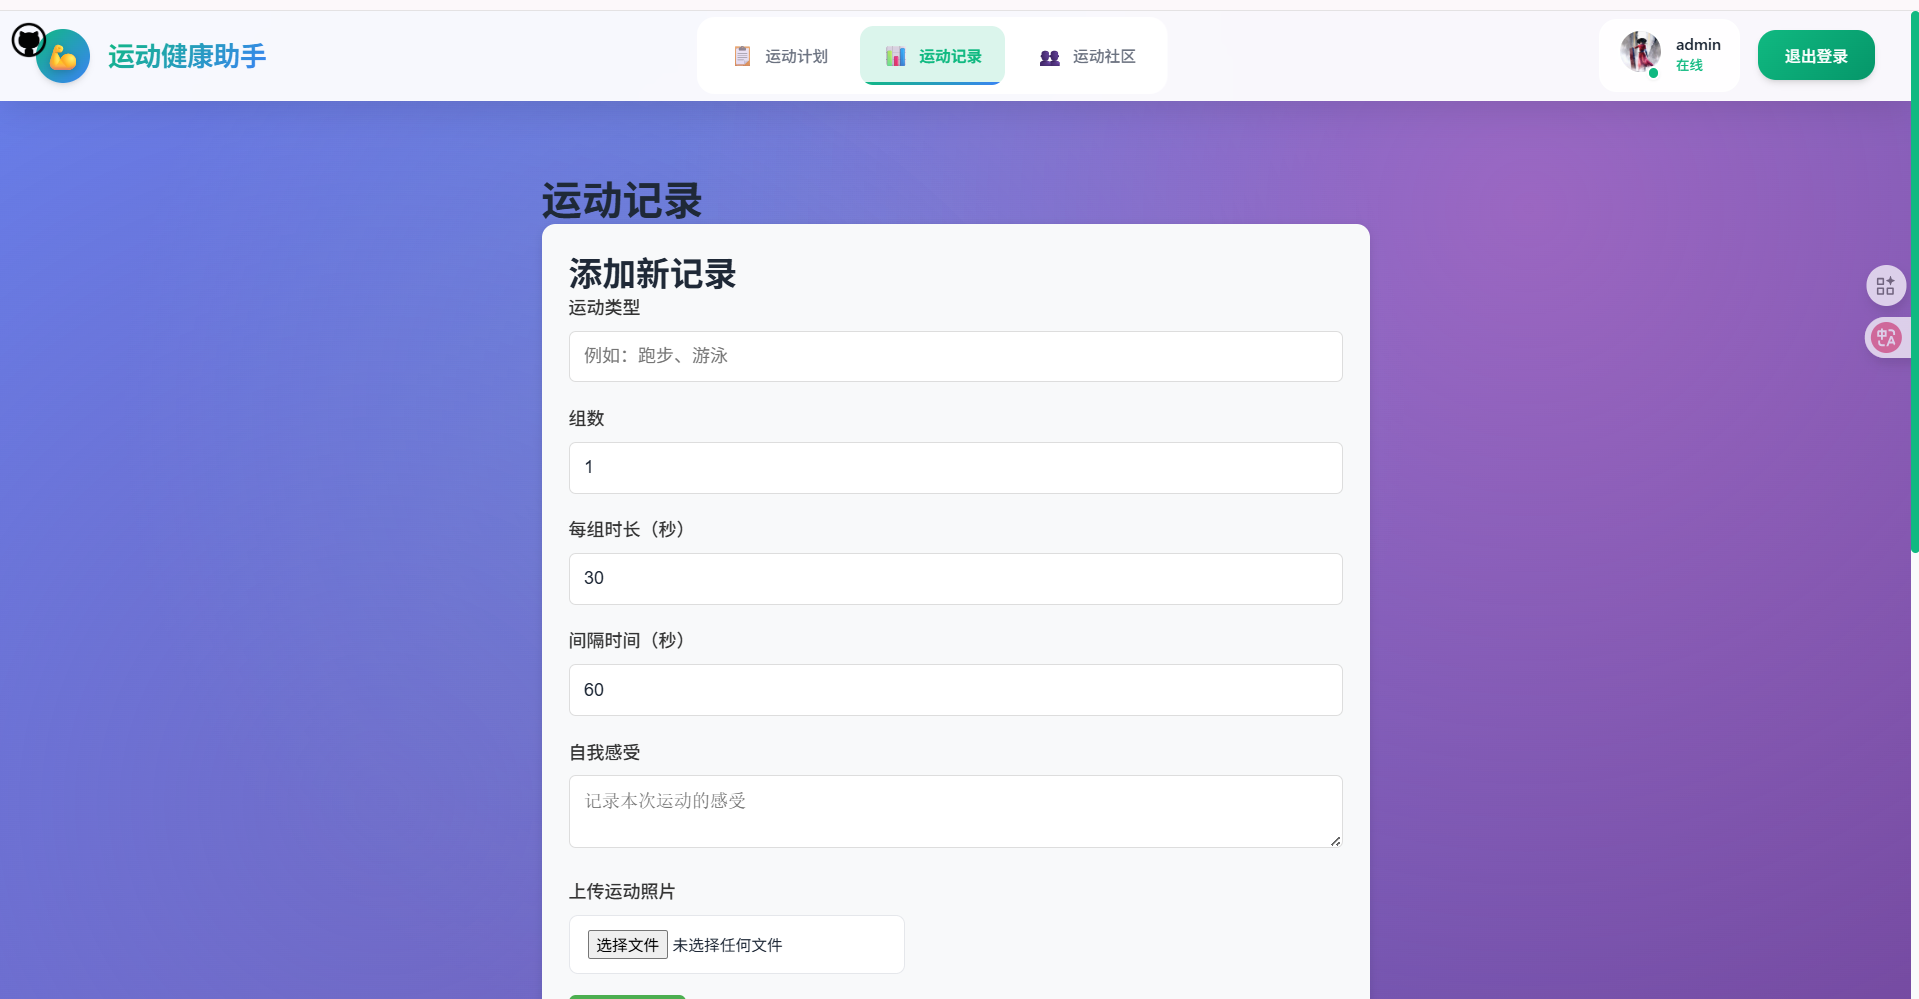 运动健康助手
运动计划
运动记录
运动社区
admin
在线
退出登录
运动记录
添加新记录
运动类型
例如：跑步、游泳
组数
1
每组时长（秒）
30
间隔时间（秒）
60
自我感受
记录本次运动的感受
上传运动照片
选择文件 未选择任何文件
中A